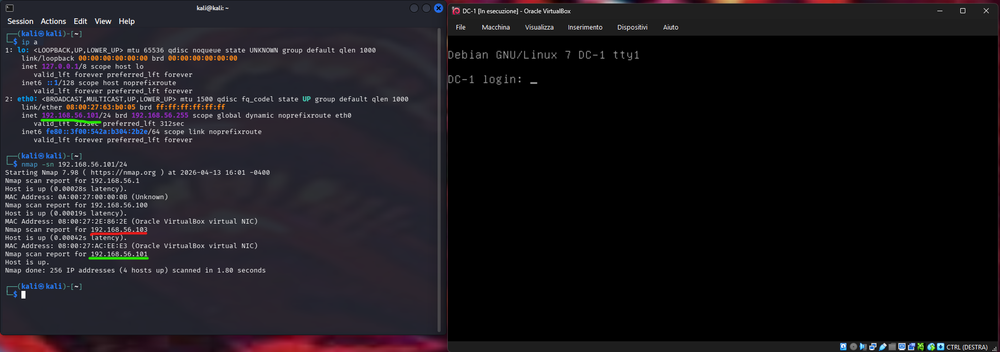 kali@kali: ~
Session Actions Edit View Help
┌──(kali㉿kali)-[~]
└─$ ip a
1: lo: <LOOPBACK,UP,LOWER_UP> mtu 65536 qdisc noqueue state UNKNOWN group default qlen 1000
    link/loopback 00:00:00:00:00:00 brd 00:00:00:00:00:00
    inet 127.0.0.1/8 scope host lo
       valid_lft forever preferred_lft forever
    inet6 ::1/128 scope host noprefixroute
       valid_lft forever preferred_lft forever
2: eth0: <BROADCAST,MULTICAST,UP,LOWER_UP> mtu 1500 qdisc fq_codel state UP group default qlen 1000
    link/ether 08:00:27:63:b0:05 brd ff:ff:ff:ff:ff:ff
    inet 192.168.56.101/24 brd 192.168.56.255 scope global dynamic noprefixroute eth0
       valid_lft 312sec preferred_lft 312sec
    inet6 fe80::3f00:542a:b304:2b2e/64 scope link noprefixroute
       valid_lft forever preferred_lft forever
┌──(kali㉿kali)-[~]
└─$ nmap -sn 192.168.56.101/24
Starting Nmap 7.98 ( https://nmap.org ) at 2026-04-13 16:01 -0400
Nmap scan report for 192.168.56.1
Host is up (0.00028s latency).
MAC Address: 0A:00:27:00:00:0B (Unknown)
Nmap scan report for 192.168.56.100
Host is up (0.00019s latency).
MAC Address: 08:00:27:2E:86:2E (Oracle VirtualBox virtual NIC)
Nmap scan report for 192.168.56.103
Host is up (0.00042s latency).
MAC Address: 08:00:27:AC:EE:E3 (Oracle VirtualBox virtual NIC)
Nmap scan report for 192.168.56.101
Host is up.
Nmap done: 256 IP addresses (4 hosts up) scanned in 1.80 seconds
┌──(kali㉿kali)-[~]
└─$
DC-1 [In esecuzione] - Oracle VirtualBox
File Macchina Visualizza Inserimento Dispositivi Aiuto
Debian GNU/Linux 7 DC-1 tty1
DC-1 login: _
CTRL (DESTRA)